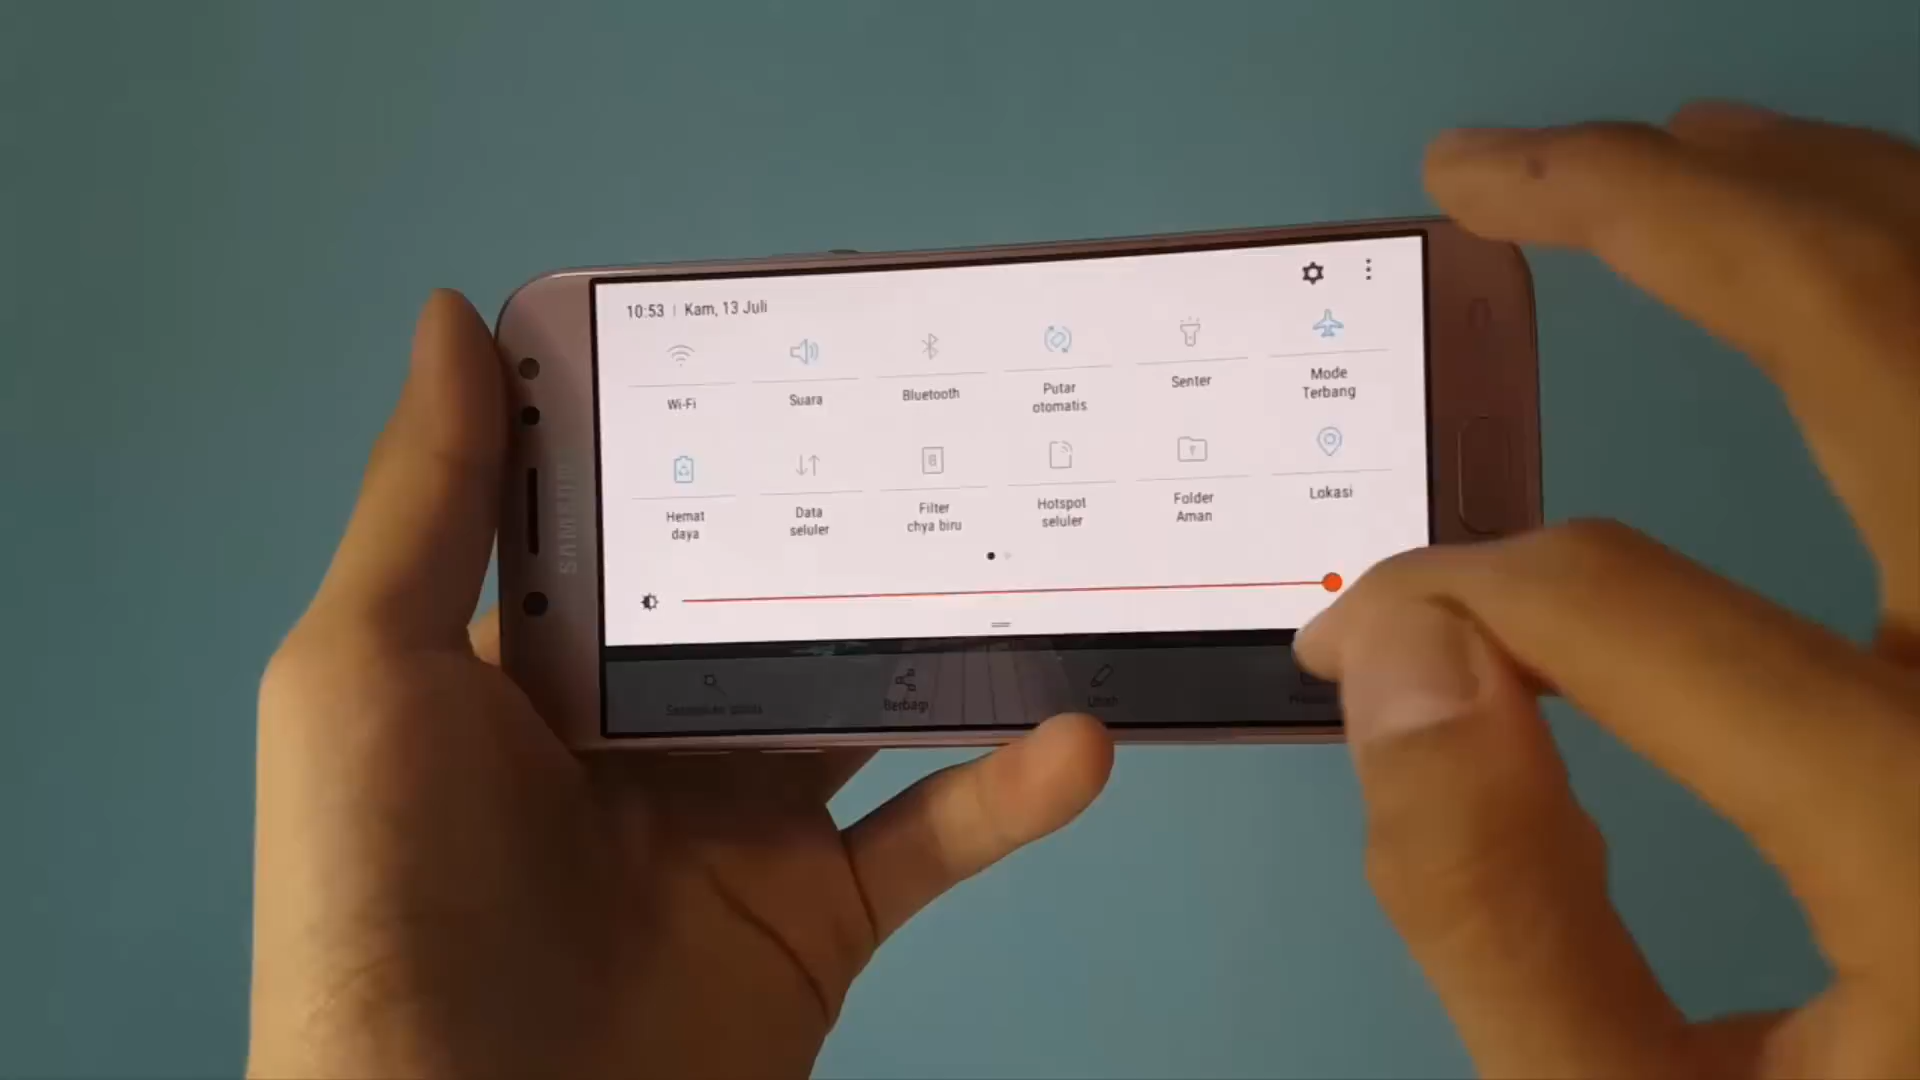 SAMSUNG
10:53 | Kam, 13 Juli
Wi-Fi
Suara
Bluetooth
Putar
otomatis
Senter
Mode
Terbang
Hemat
daya
Data
seluler
Filter
chya biru
Hotspot
seluler
Folder
Aman
Lokasi
Berbagi